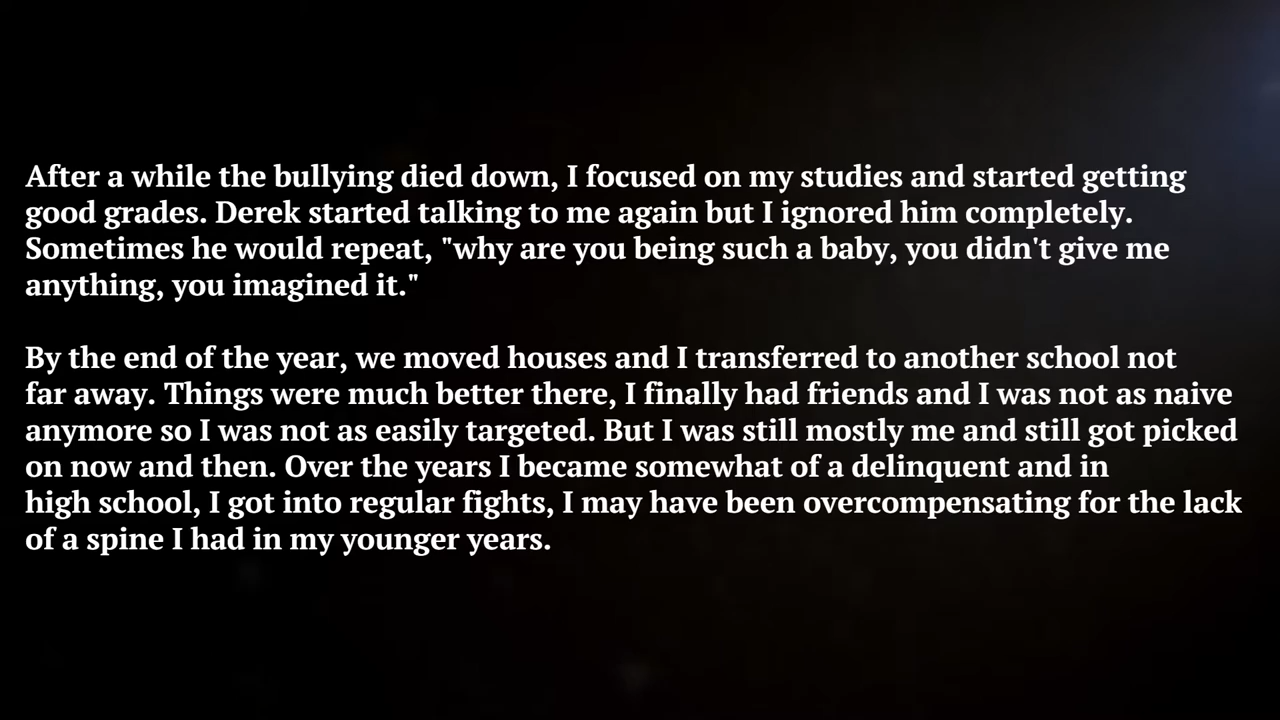 After a while the bullying died down, I focused on my studies and started getting
good grades. Derek started talking to me again but I ignored him completely.
Sometimes he would repeat, "why are you being such a baby, you didn't give me
anything, you imagined it."
By the end of the year, we moved houses and I transferred to another school not
far away. Things were much better there, I finally had friends and I was not as naive
anymore so I was not as easily targeted. But I was still mostly me and still got picked
on now and then. Over the years I became somewhat of a delinquent and in
high school, I got into regular fights, I may have been overcompensating for the lack
of a spine I had in my younger years.